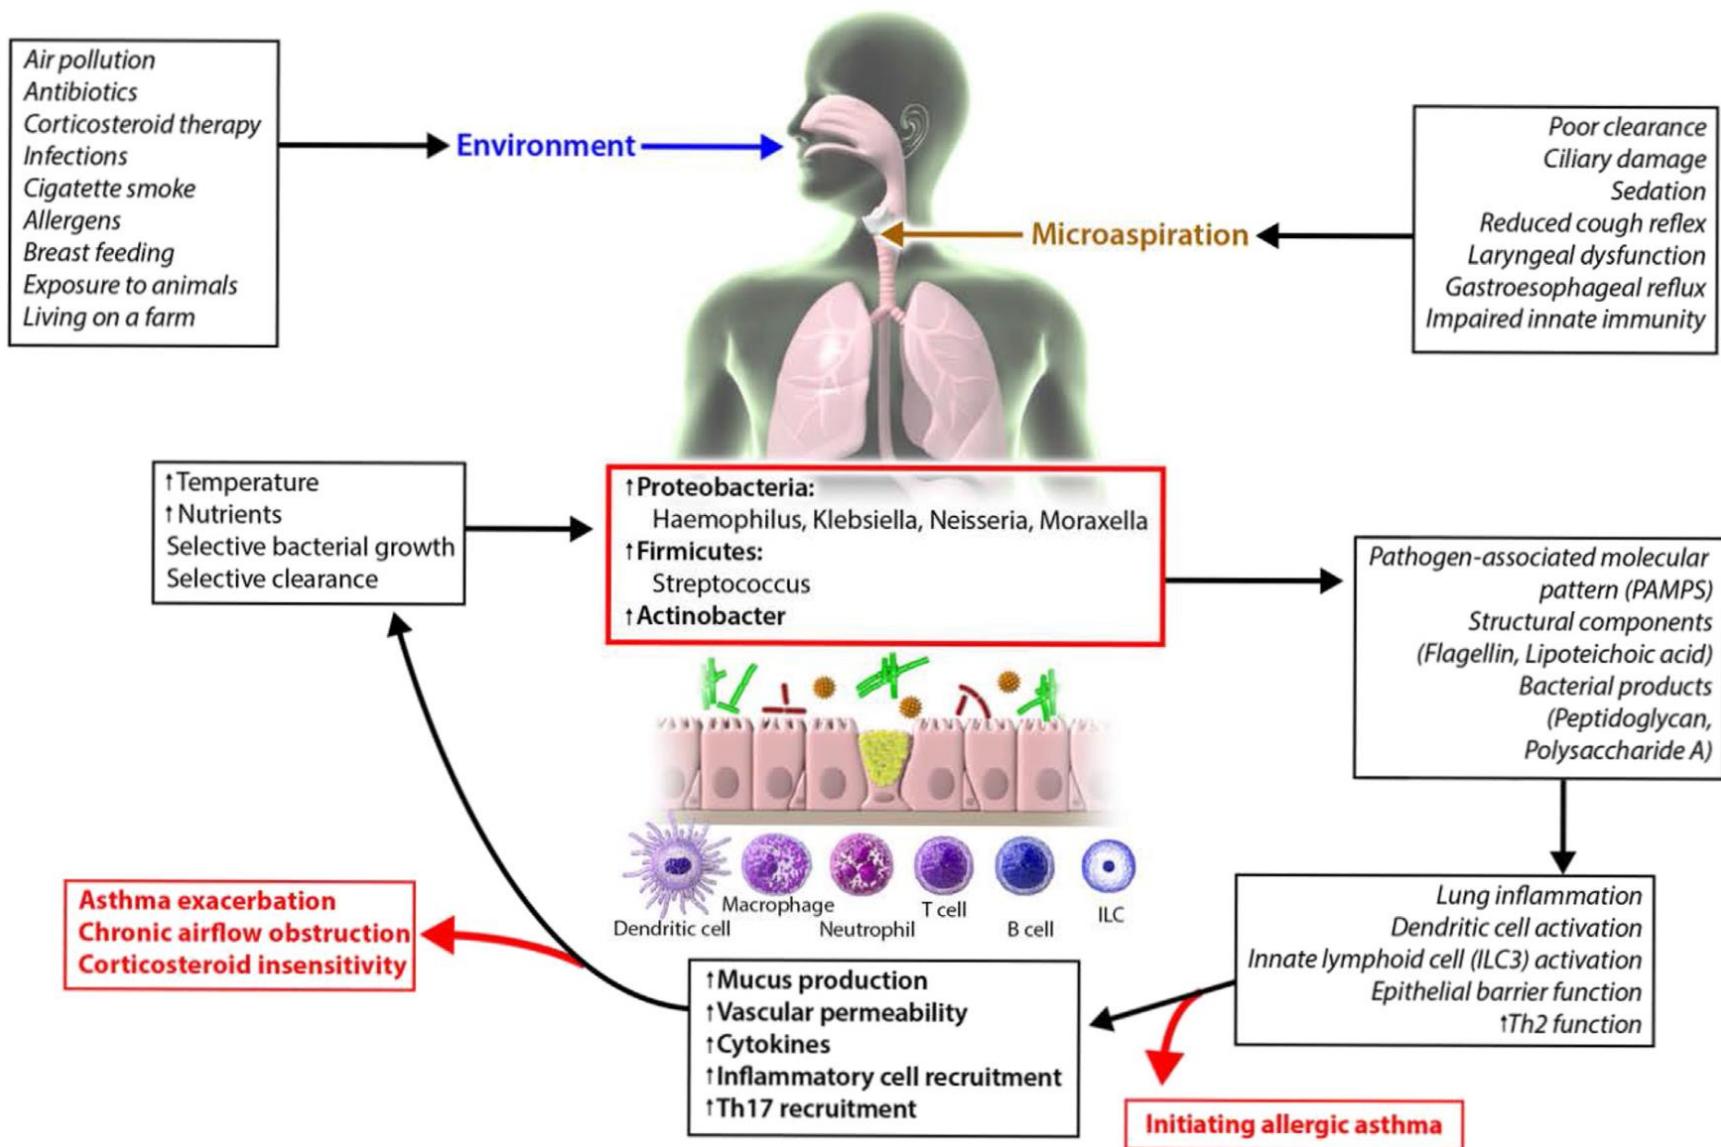 Air pollution
Antibiotics
Corticosteroid therapy
Infections
Cigatette smoke
Allergens
Breast feeding
Exposure to animals
Living on a farm
Environment
Poor clearance
Ciliary damage
Sedation
Reduced cough reflex
Laryngeal dysfunction
Gastroesophageal reflux
Impaired innate immunity
Microaspiration
↑Temperature
↑Nutrients
Selective bacterial growth
Selective clearance
↑Proteobacteria:
Haemophilus, Klebsiella, Neisseria, Moraxella
↑Firmicutes:
Streptococcus
↑Actinobacter
Pathogen-associated molecular
pattern (PAMPS)
Structural components
(Flagellin, Lipoteichoic acid)
Bacterial products
(Peptidoglycan,
Polysaccharide A)
Dendritic cell
Macrophage
Neutrophil
T cell
B cell
ILC
Lung inflammation
Dendritic cell activation
Innate lymphoid cell (ILC3) activation
Epithelial barrier function
↑Th2 function
Initiating allergic asthma
↑Mucus production
↑Vascular permeability
↑Cytokines
↑Inflammatory cell recruitment
↑Th17 recruitment
Asthma exacerbation
Chronic airflow obstruction
Corticosteroid insensitivity